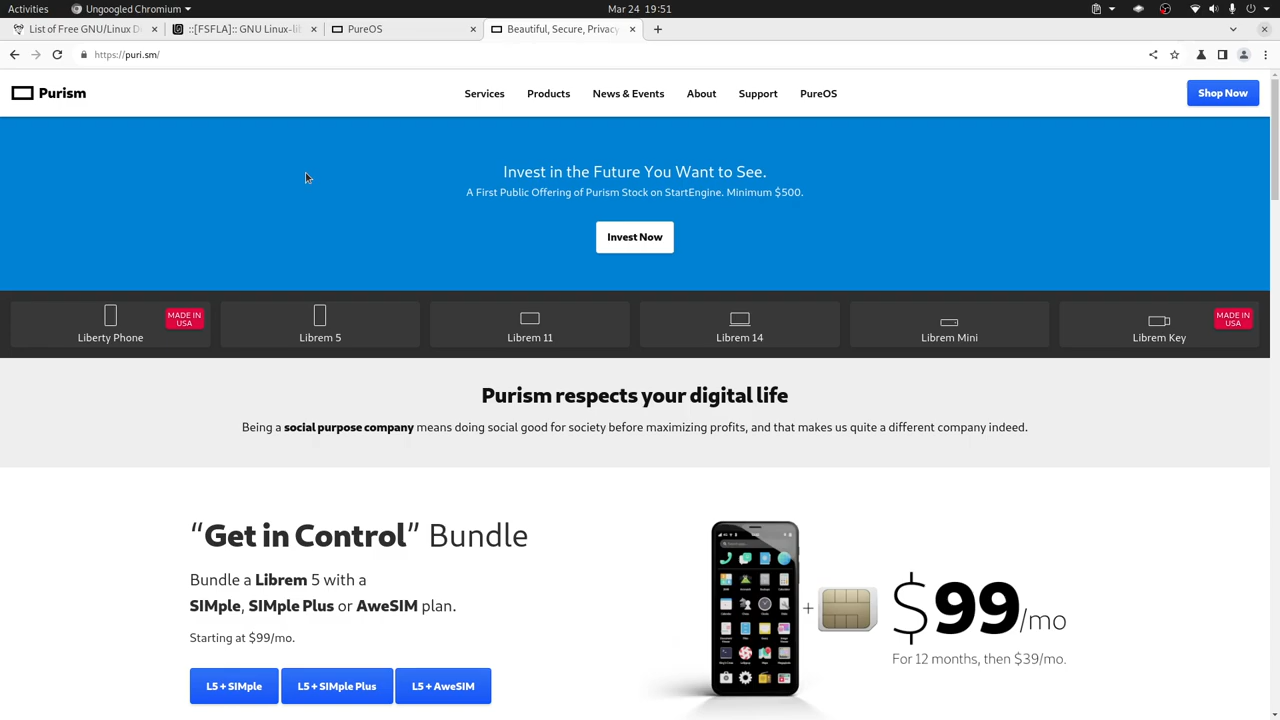 Activities
Ungoogled Chromium
Mar 24 19:51
List of Free GNU/Linux D
::[FSFLA]:: GNU Linux-li
PureOS
Beautiful, Secure, Privacy
https://puri.sm/
Purism
Services
Products
News & Events
About
Support
PureOS
Shop Now
Invest in the Future You Want to See.
A First Public Offering of Purism Stock on StartEngine. Minimum $500.
Invest Now
Liberty Phone
MADE IN
USA
Librem 5
Librem 11
Librem 14
Librem Mini
Librem Key
MADE IN
USA
Purism respects your digital life
Being a social purpose company means doing social good for society before maximizing profits, and that makes us quite a different company indeed.
“Get in Control” Bundle
Bundle a Librem 5 with a
SIMple, SIMple Plus or AweSIM plan.
Starting at $99/mo.
L5 + SIMple
L5 + SIMple Plus
L5 + AweSIM
+
$99/mo
For 12 months, then $39/mo.